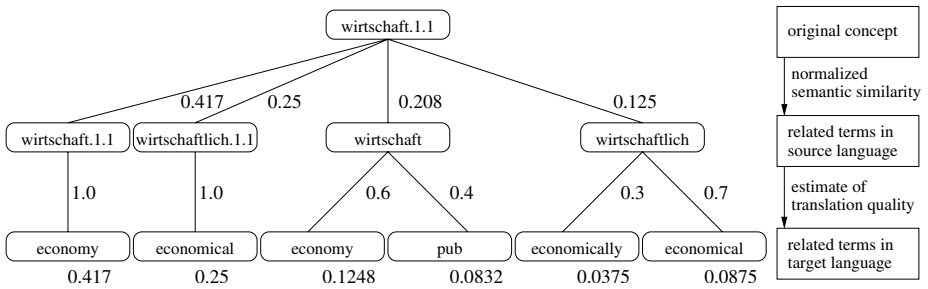 wirtschaft.1.1
original concept
0.417
0.25
0.208
0.125
normalized
semantic similarity
wirtschaft.1.1
wirtschaftlich.1.1
wirtschaft
wirtschaftlich
related terms in
source language
1.0
1.0
0.6
0.4
0.3
0.7
estimate of
translation quality
economy
economical
economy
pub
economically
economical
related terms in
target language
0.417
0.25
0.1248
0.0832
0.0375
0.0875